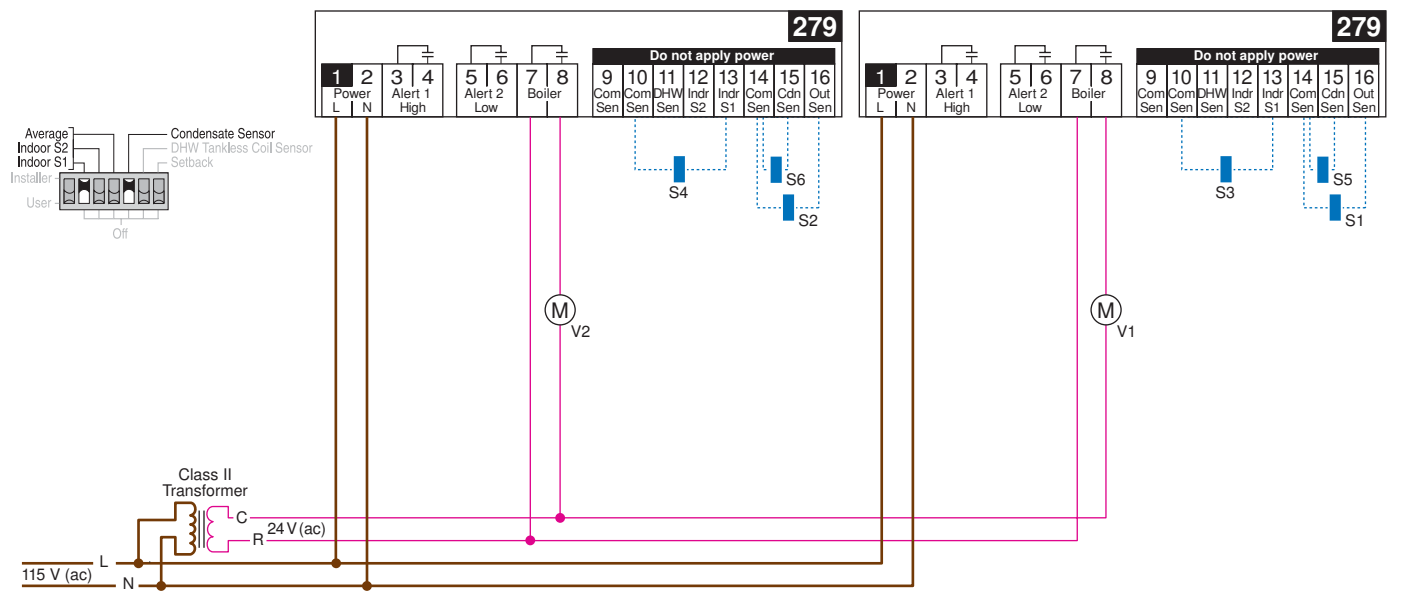 279
Do not apply power
1 2 3 4 5 6 7 8 9 10 11 12 13 14 15 16
Power Alert 1 Alert 2 Boiler Com Com DHW Indr Indr Com Cdn Out
L N High Low Sen Sen Sen S2 S1 Sen Sen Sen
279
Do not apply power
1 2 3 4 5 6 7 8 9 10 11 12 13 14 15 16
Power Alert 1 Alert 2 Boiler Com Com DHW Indr Indr Com Cdn Out
L N High Low Sen Sen Sen S2 S1 Sen Sen Sen
Average
Indoor S2
Indoor S1
Installer
User
Condensate Sensor
DHW Tankless Coil Sensor
Setback
Off
S4
S6
S2
S3
S5
S1
M
V2
M
V1
Class II
Transformer
C
24 V (ac)
R
L
115 V (ac)
N